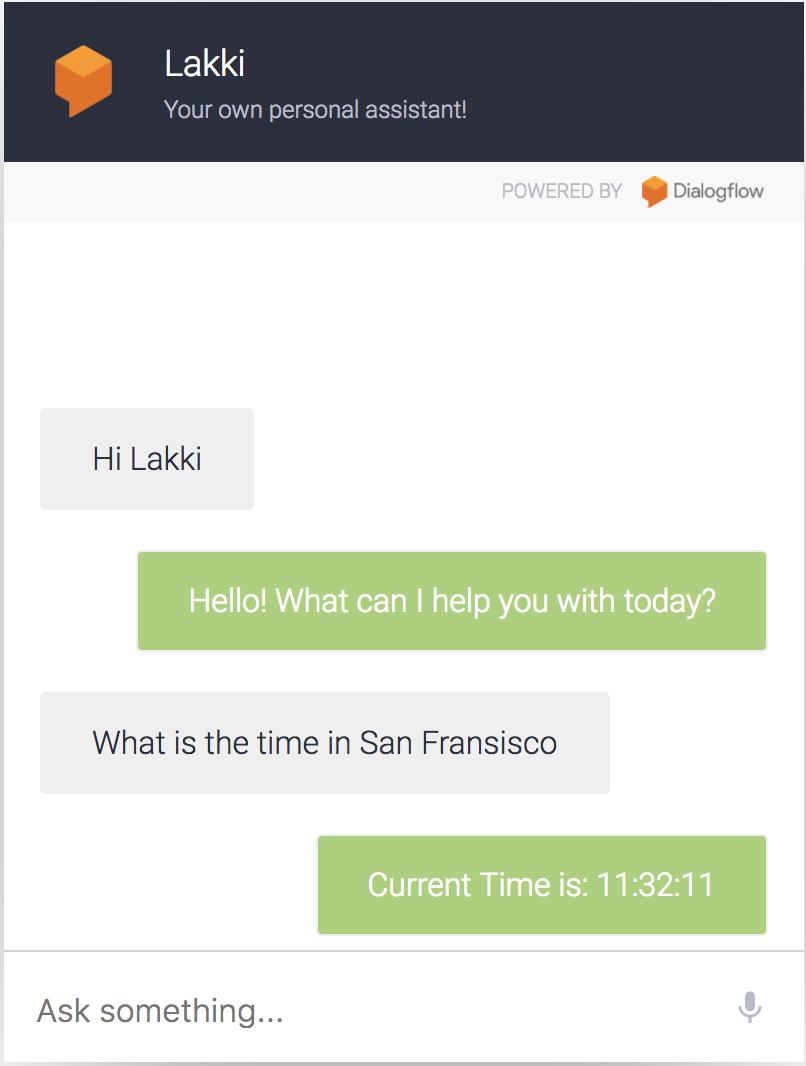 Lakki
Your own personal assistant!
POWERED BY Dialogflow
Hi Lakki
Hello! What can I help you with today?
What is the time in San Fransisco
Current Time is: 11:32:11
Ask something...